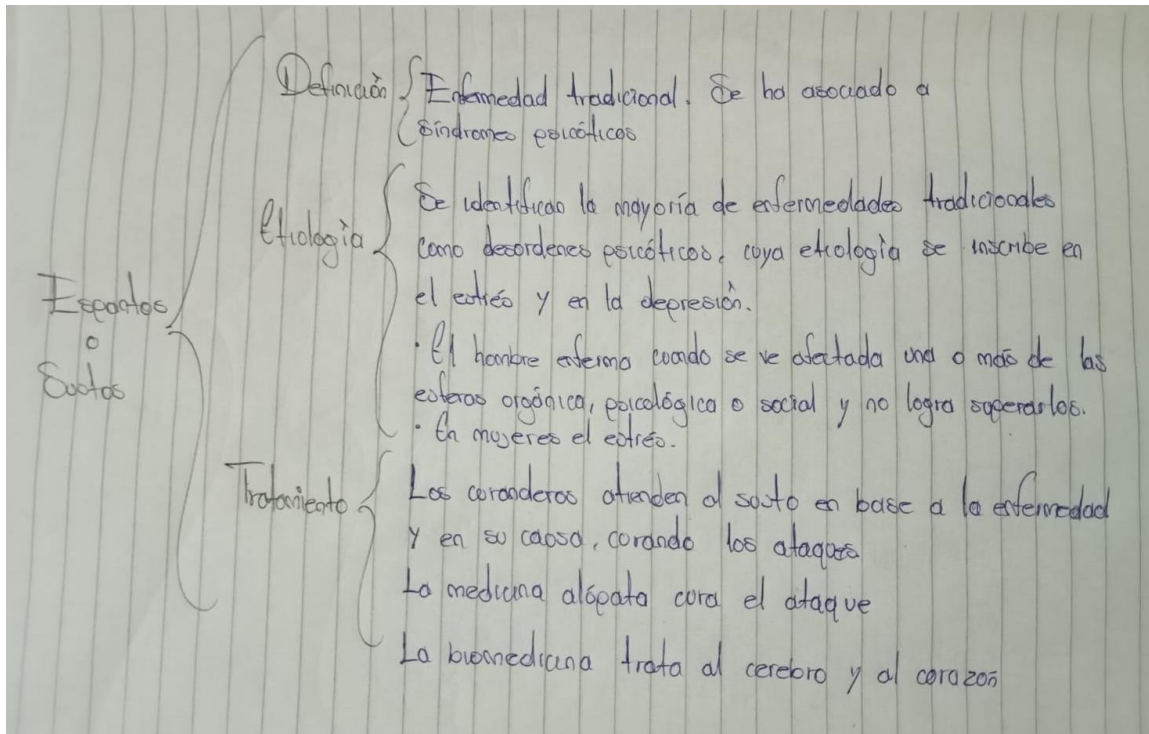 Espantos
o
Sustos
Definición
Enfermedad tradicional. Se ha asociado a
síndromes psicóticos
Etiología
Se identifican la mayoría de enfermedades tradicionales
como desordenes psicóticos, cuya etiología se inscribe en
el estrés y en la depresión.
· El hombre enferma cuando se ve afectada una o más de las
esferas orgánica, psicológica o social y no logra superarlos.
· En mujeres el estrés.
Tratamiento
Los curanderos atienden al susto en base a la enfermedad
y en su causa, curando los ataques
La medicina alópata cura el ataque
La biomedicina trata al cerebro y al corazón